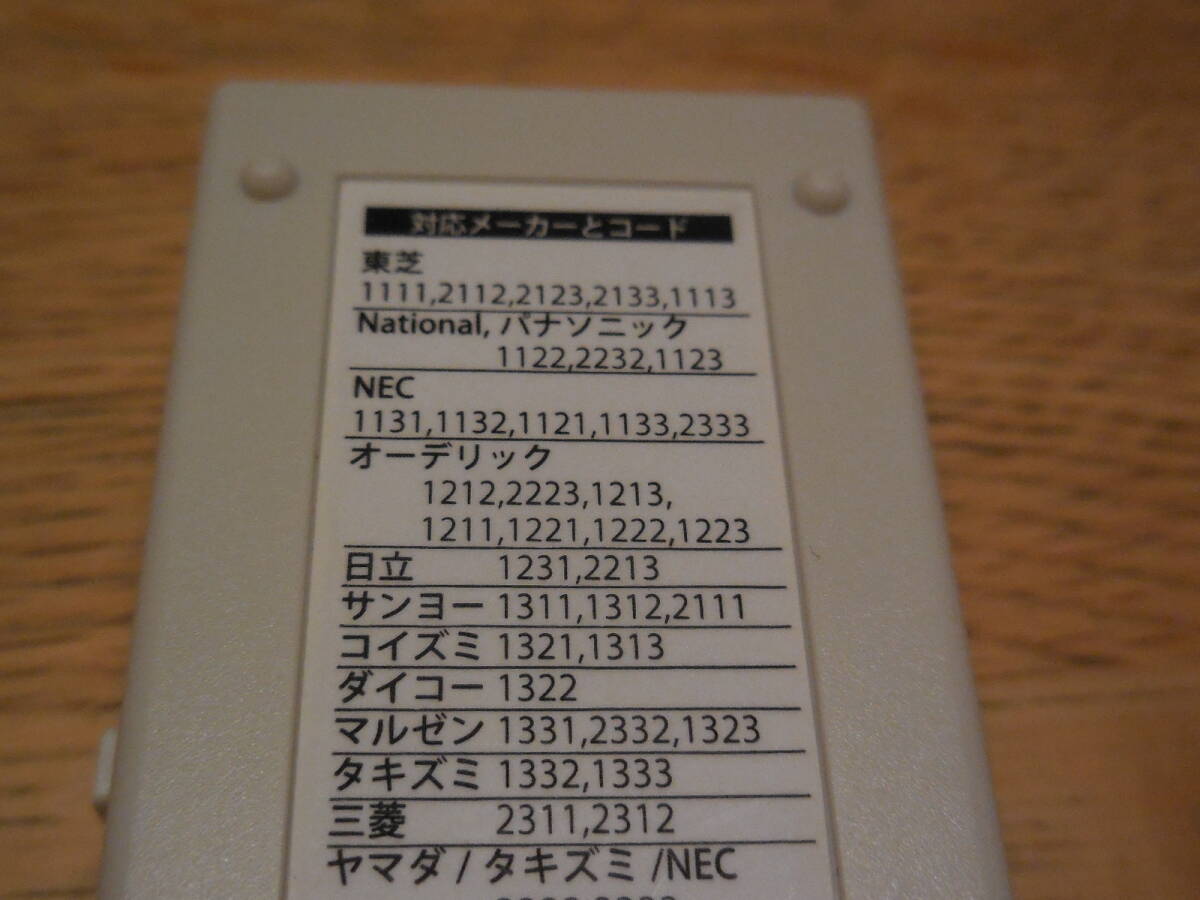 対応メーカーとコード
東芝
1111,2112,2123,2133,1113
National, パナソニック
1122,2232,1123
NEC
1131,1132,1121,1133,2333
オーデリック
1212,2223,1213,
1211,1221,1222,1223
日立 1231,2213
サンヨー 1311,1312,2111
コイズミ 1321,1313
ダイコー 1322
マルゼン 1331,2332,1323
タキズミ 1332,1333
三菱 2311,2312
ヤマダ / タキズミ /NEC